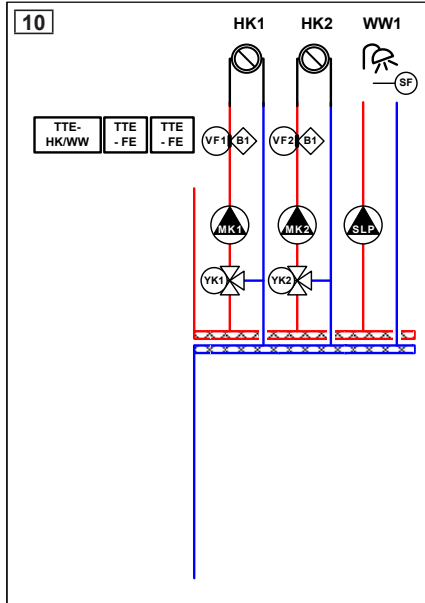 10
HK1 HK2 WW1
SF
TTE-
HK/WW
TTE
- FE
TTE
- FE
VF1 B1 VF2 B1
MK1 MK2 SLP
YK1 YK2